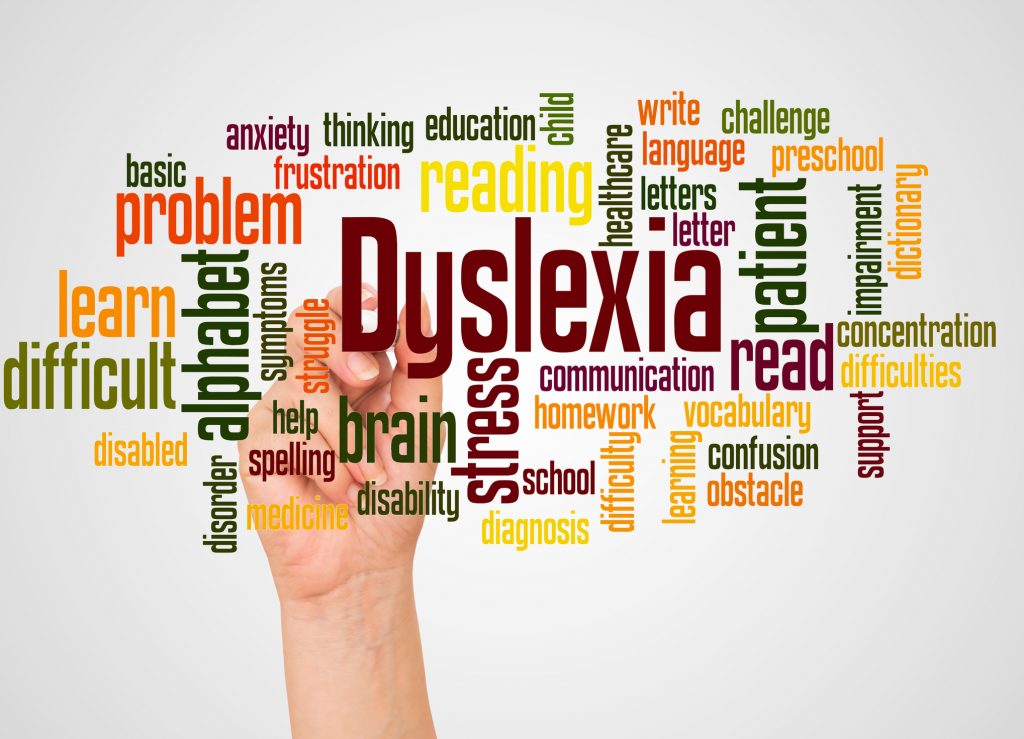 child
write
challenge
anxiety
thinking
education
language
preschool
basic
frustration
reading
healthcare
letters
patient
impairment
dictionary
problem
letter
Dyslexia
alphabet
symptoms
learn
struggle
concentration
difficult
stress
communication
read
difficulties
help
brain
homework
vocabulary
support
disabled
spelling
difficulty
learning
confusion
disorder
disability
school
obstacle
medicine
diagnosis